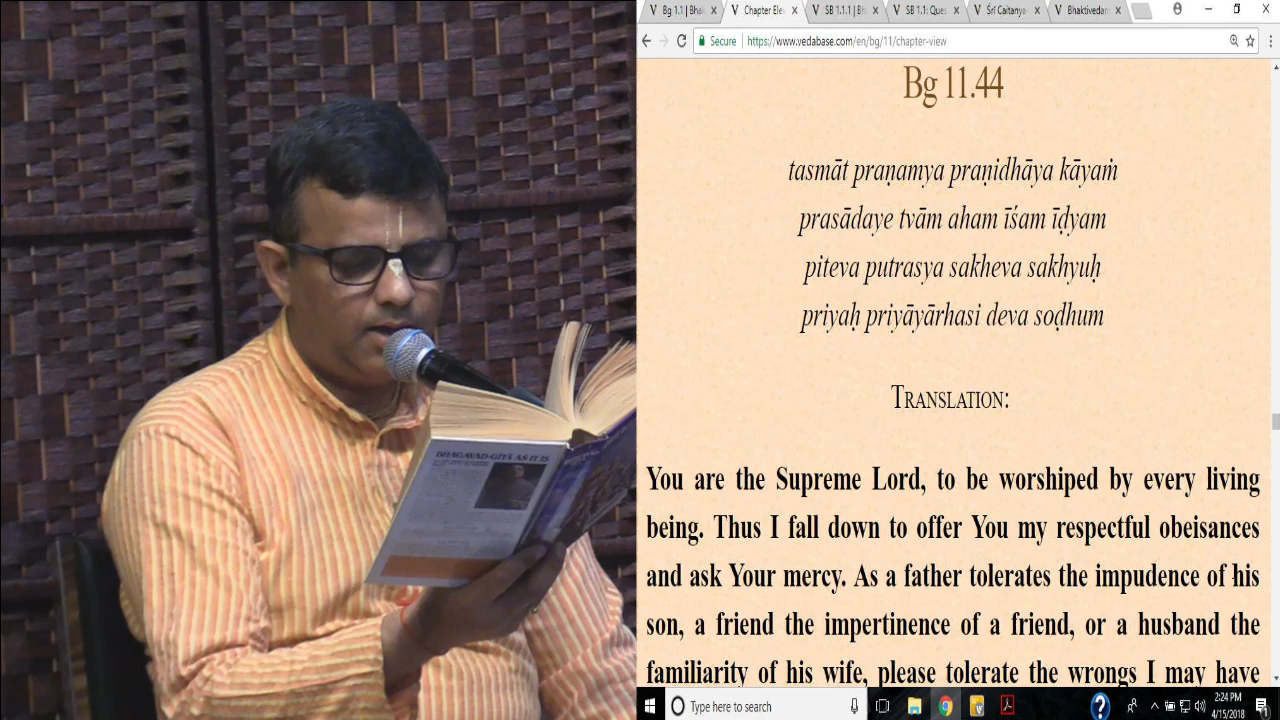 BHAGAVAD-GĪTĀ AS IT IS
Bg 1.1 | Bhak
Chapter Ele
SB 1.1.1 | Bh
SB 1.1: Ques
Śrī Caitanya
Bhaktivedan
Secure
https://www.vedabase.com/en/bg/11/chapter-view
Bg 11.44
tasmāt praṇamya praṇidhāya kāyaṁ
prasādaye tvām aham īśam īḍyam
piteva putrasya sakheva sakhyuḥ
priyaḥ priyāyārhasi deva soḍhum
TRANSLATION:
You are the Supreme Lord, to be worshiped by every living
being. Thus I fall down to offer You my respectful obeisances
and ask Your mercy. As a father tolerates the impudence of his
son, a friend the impertinence of a friend, or a husband the
familiarity of his wife, please tolerate the wrongs I may have
Type here to search
2:24 PM
4/15/2018